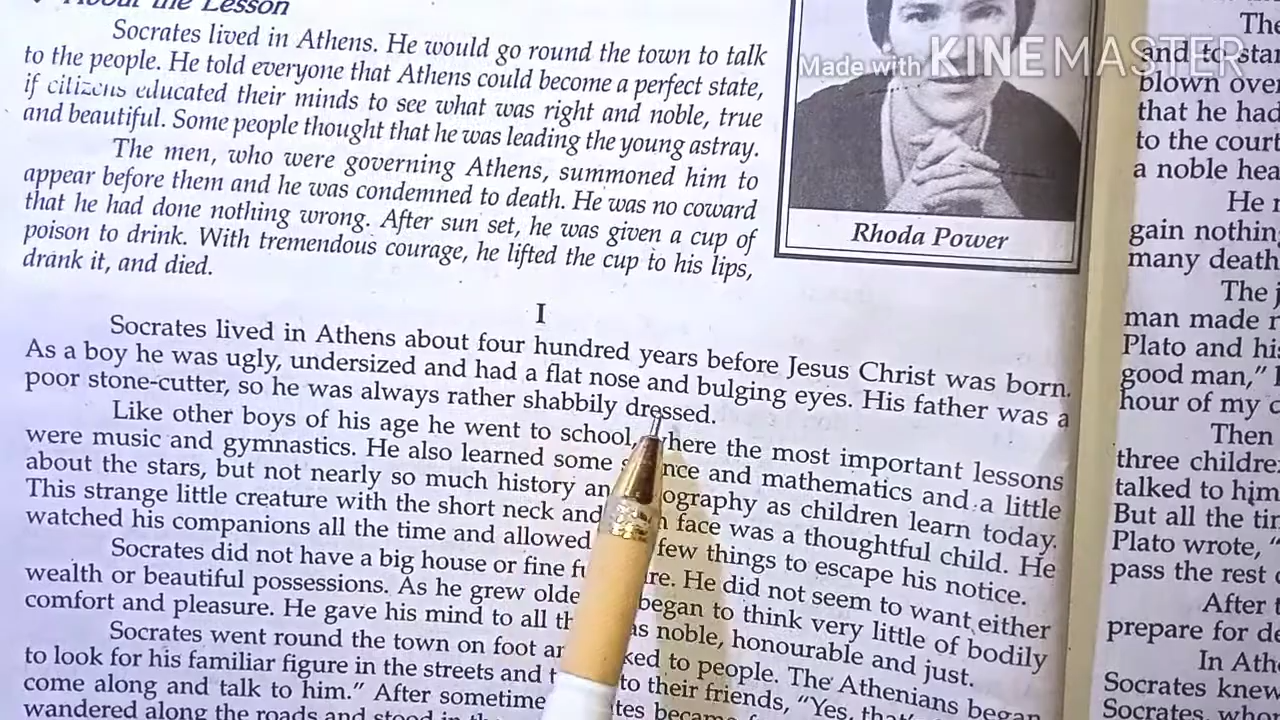 About the Lesson
Socrates lived in Athens. He would go round the town to talk
to the people. He told everyone that Athens could become a perfect state,
if citizens educated their minds to see what was right and noble, true
and beautiful. Some people thought that he was leading the young astray.
The men, who were governing Athens, summoned him to
appear before them and he was condemned to death. He was no coward
that he had done nothing wrong. After sun set, he was given a cup of
poison to drink. With tremendous courage, he lifted the cup to his lips,
drank it, and died.
Made with KINEMASTER
Rhoda Power
I
Socrates lived in Athens about four hundred years before Jesus Christ was born.
As a boy he was ugly, undersized and had a flat nose and bulging eyes. His father was a
poor stone-cutter, so he was always rather shabbily dressed.
Like other boys of his age he went to school, where the most important lessons
were music and gymnastics. He also learned some and mathematics and a little
about the stars, but not nearly so much history as children learn today.
This strange little creature with the short neck and face was a thoughtful child. He
watched his companions all the time and allowed few things to escape his notice.
Socrates did not have a big house or fine He did not seem to want either
wealth or beautiful possessions. As he grew began to think very little of bodily
comfort and pleasure. He gave his mind to all noble, honourable and just.
Socrates went round the town on foot to people. The Athenians began
to look for his familiar figure in the streets and to their friends, "Yes,
come along and talk to him." After sometime
wandered along the roads and stood in
The
and to
blown over
that he had
to the court
a noble
He
gain
many death
The
man made
Plato and
good man,"
hour of my
Then
three
talked to him
But all the
Plato wrote,
pass the rest
After
prepare for
In
Socrates knew
Socrates,